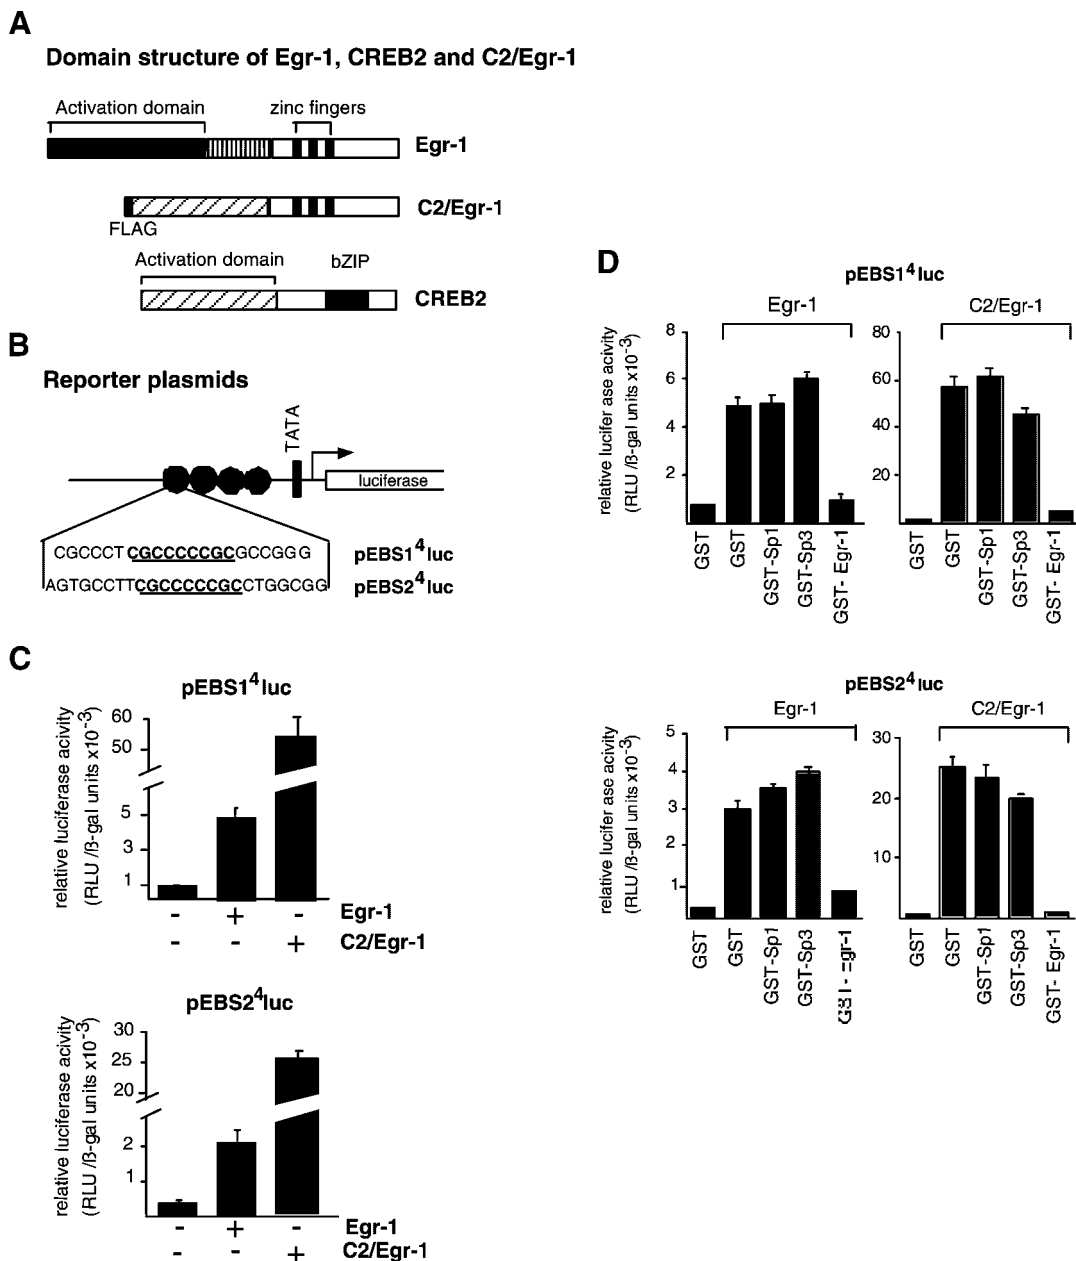 A
Domain structure of Egr-1, CREB2 and C2/Egr-1
Activation domain
zinc fingers
Egr-1
C2/Egr-1
FLAG
Activation domain
bZIP
CREB2
B
Reporter plasmids
TATA
luciferase
CGCCCT CGCCCCCGC GCCGGG
pEBS1⁴luc
AGTGCCTTCGCCCCCGCCTGGCGG
pEBS2⁴luc
C
pEBS1⁴luc
relative luciferase acivity
(RLU /ß-gal units x10⁻³)
60
50
5
3
1
- + - Egr-1
- - + C2/Egr-1
pEBS2⁴luc
relative luciferase acivity
(RLU /ß-gal units x10⁻³)
30
25
20
2
1
- + - Egr-1
- - + C2/Egr-1
D
pEBS1⁴luc
Egr-1
relative lucifer ase acivity
(RLU /ß-gal units x10⁻³)
8
6
4
2
GST
GST
GST-Sp1
GST-Sp3
GST- Egr-1
C2/Egr-1
80
60
40
20
GST
GST
GST-Sp1
GST-Sp3
GST- Egr-1
pEBS2⁴luc
Egr-1
relative lucifer ase acivity
(RLU /ß-gal units x10⁻³)
5
4
3
2
1
GST
GST
GST-Sp1
GST-Sp3
C2/Egr-1
30
20
10
GST
GST
GST-Sp1
GST-Sp3
GST- Egr-1